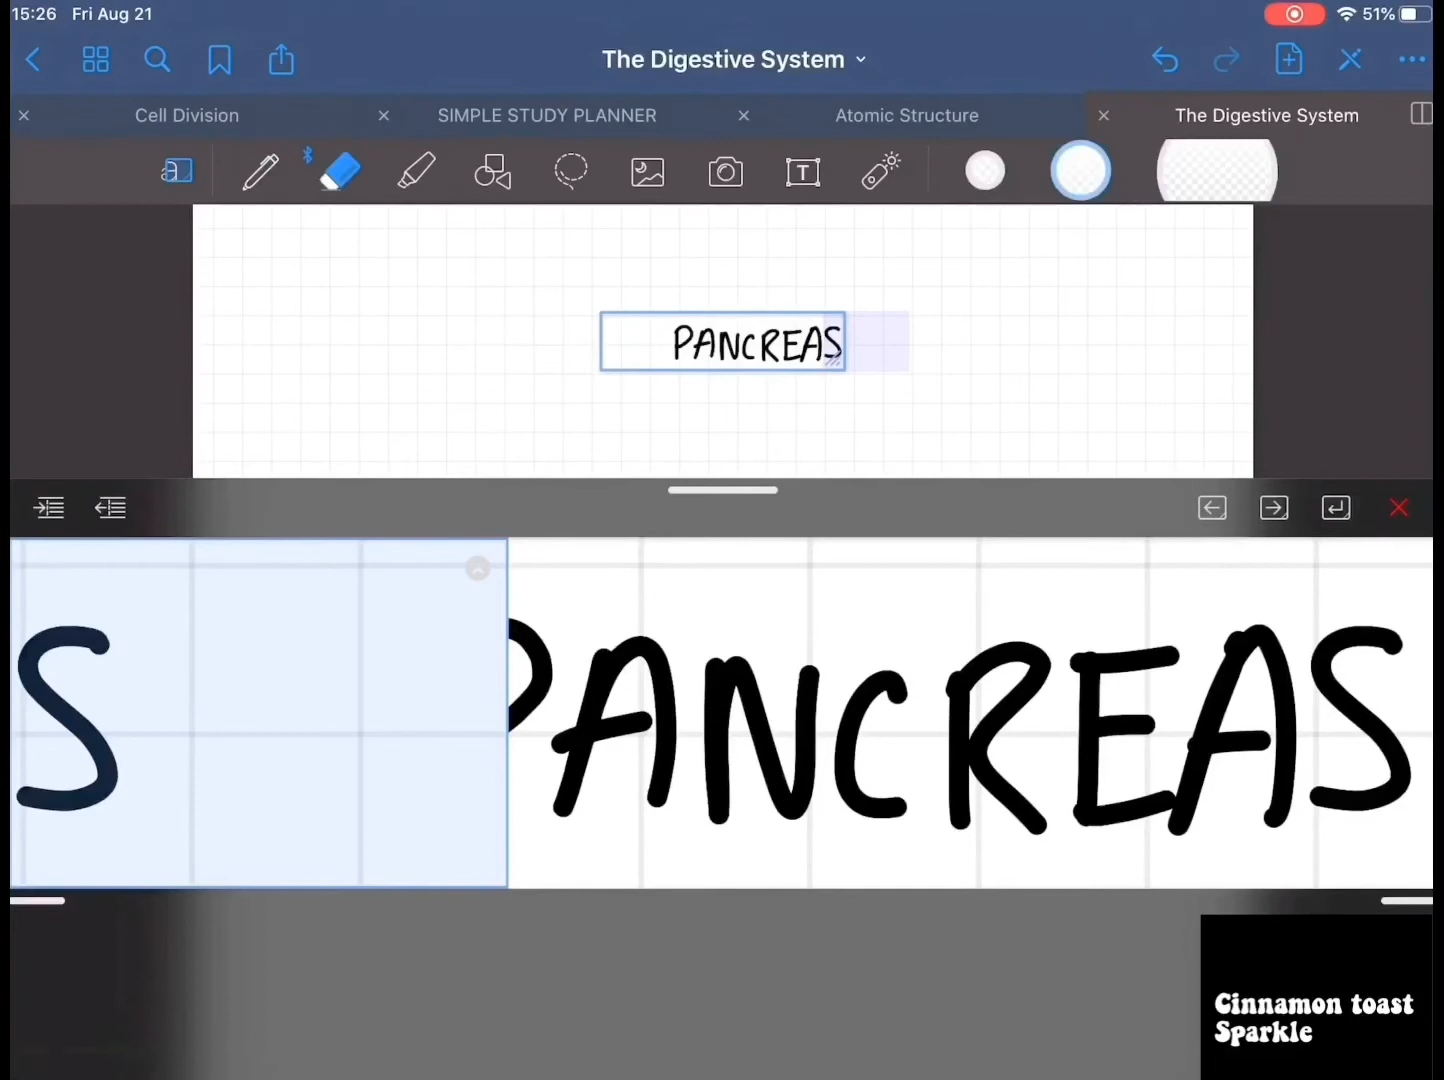 15:26 Fri Aug 21
51%
The Digestive System
Cell Division
SIMPLE STUDY PLANNER
Atomic Structure
The Digestive System
T
PANCREAS
S
PANCREAS
Cinnamon toast
Sparkle